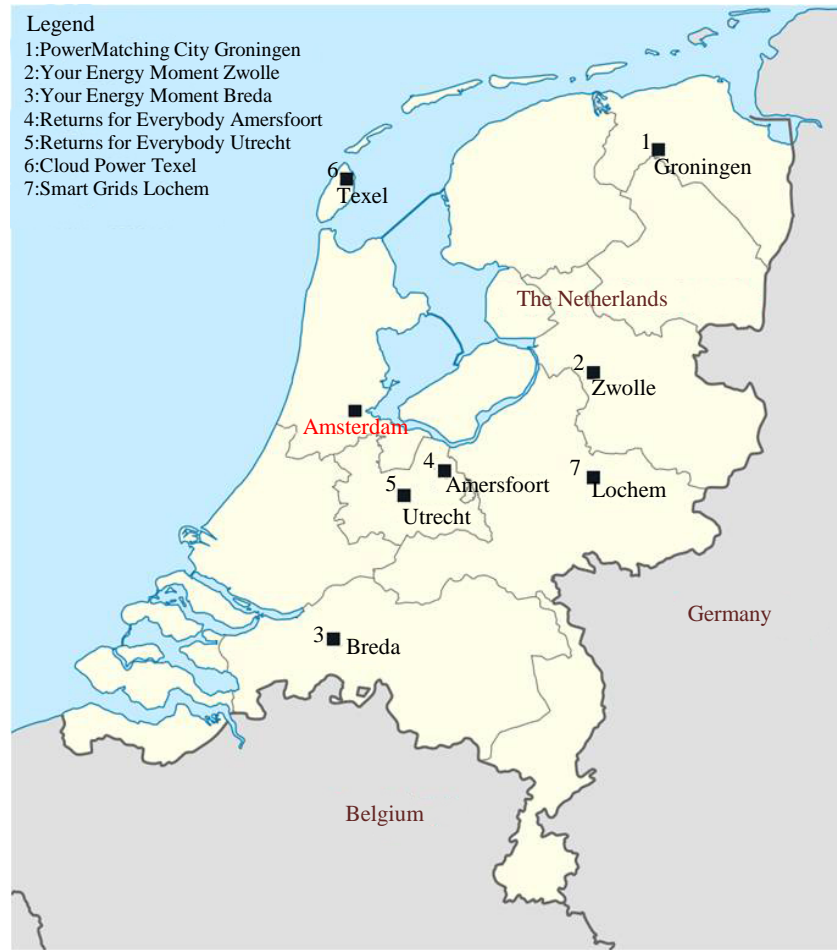 Legend
1:PowerMatching City Groningen
2:Your Energy Moment Zwolle
3:Your Energy Moment Breda
4:Returns for Everybody Amersfoort
5:Returns for Everybody Utrecht
6:Cloud Power Texel
7:Smart Grids Lochem
1
Groningen
6
Texel
The Netherlands
2
Zwolle
Amsterdam
4
Amersfoort
7
Lochem
5
Utrecht
Germany
3
Breda
Belgium